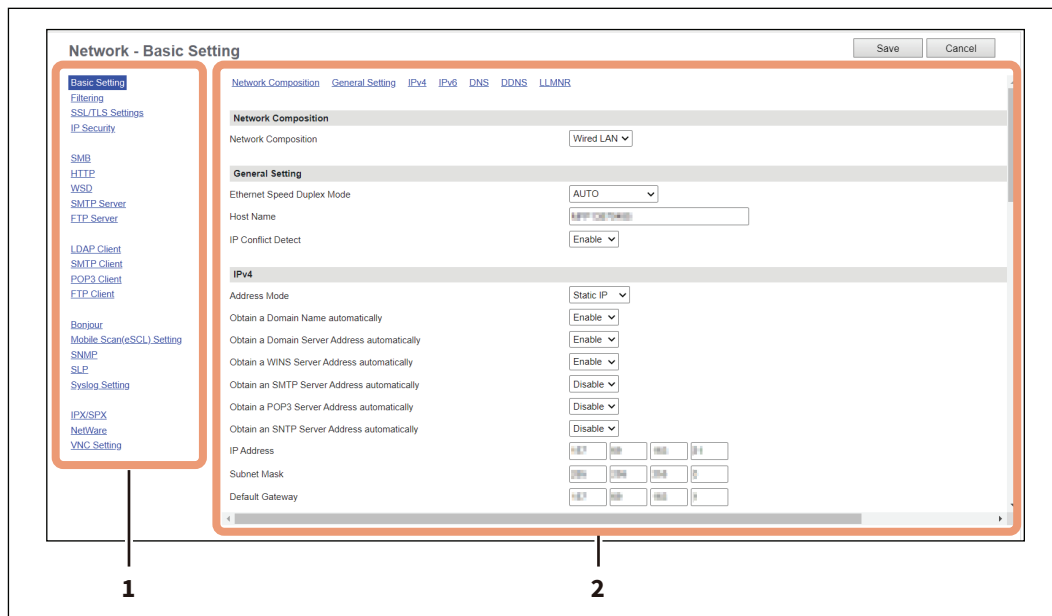 Network - Basic Setting
Save Cancel
Basic Setting
Filtering
SSL/TLS Settings
IP Security
SMB
HTTP
WSD
SMTP Server
FTP Server
LDAP Client
SMTP Client
POP3 Client
FTP Client
Bonjour
Mobile Scan(eSCL) Setting
SNMP
SLP
Syslog Setting
IPX/SPX
NetWare
VNC Setting
Network Composition General Setting IPv4 IPv6 DNS DDNS LLMNR
Network Composition
Network Composition Wired LAN
General Setting
Ethernet Speed Duplex Mode AUTO
Host Name
IP Conflict Detect Enable
IPv4
Address Mode Static IP
Obtain a Domain Name automatically Enable
Obtain a Domain Server Address automatically Enable
Obtain a WINS Server Address automatically Enable
Obtain an SMTP Server Address automatically Disable
Obtain a POP3 Server Address automatically Disable
Obtain an SNTP Server Address automatically Disable
IP Address
Subnet Mask
Default Gateway
1 2